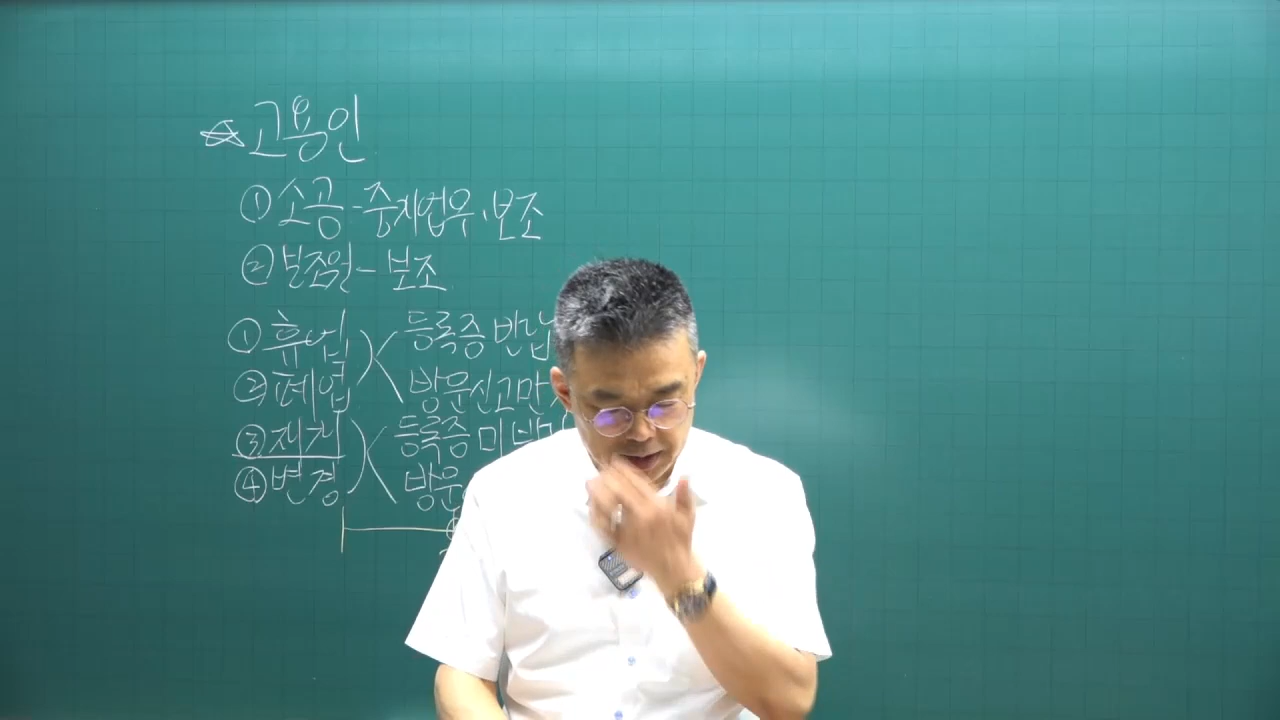 ☆고용인
①소공-중개업무,보조
②보조원-보조
①휴업 등록증 반납
②폐업 방문신고만
③재개 등록증 미반
④변경 방문